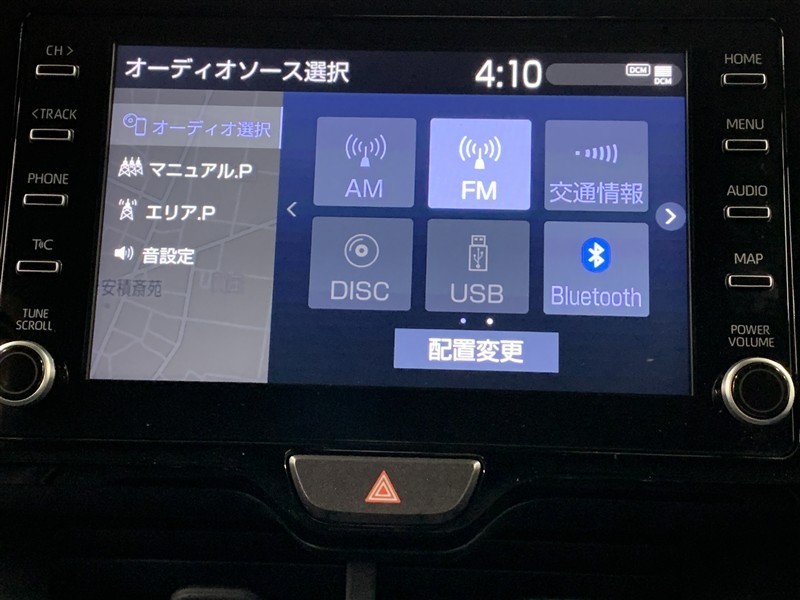 CH >
<TRACK
PHONE
T C
TUNE
SCROLL
オーディオソース選択
4:10
DCM
DCM
オーディオ選択
マニュアル.P
エリア.P
音設定
安積斎苑
AM
FM
交通情報
DISC
USB
Bluetooth
配置変更
HOME
MENU
AUDIO
MAP
POWER
VOLUME